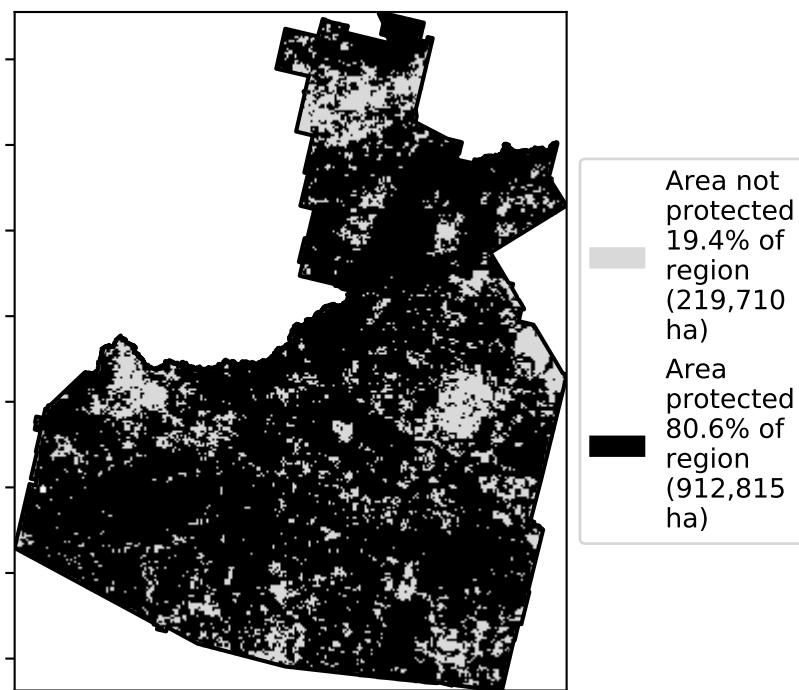 Area not
protected
19.4% of
region
(219,710
ha)
Area
protected
80.6% of
region
(912,815
ha)